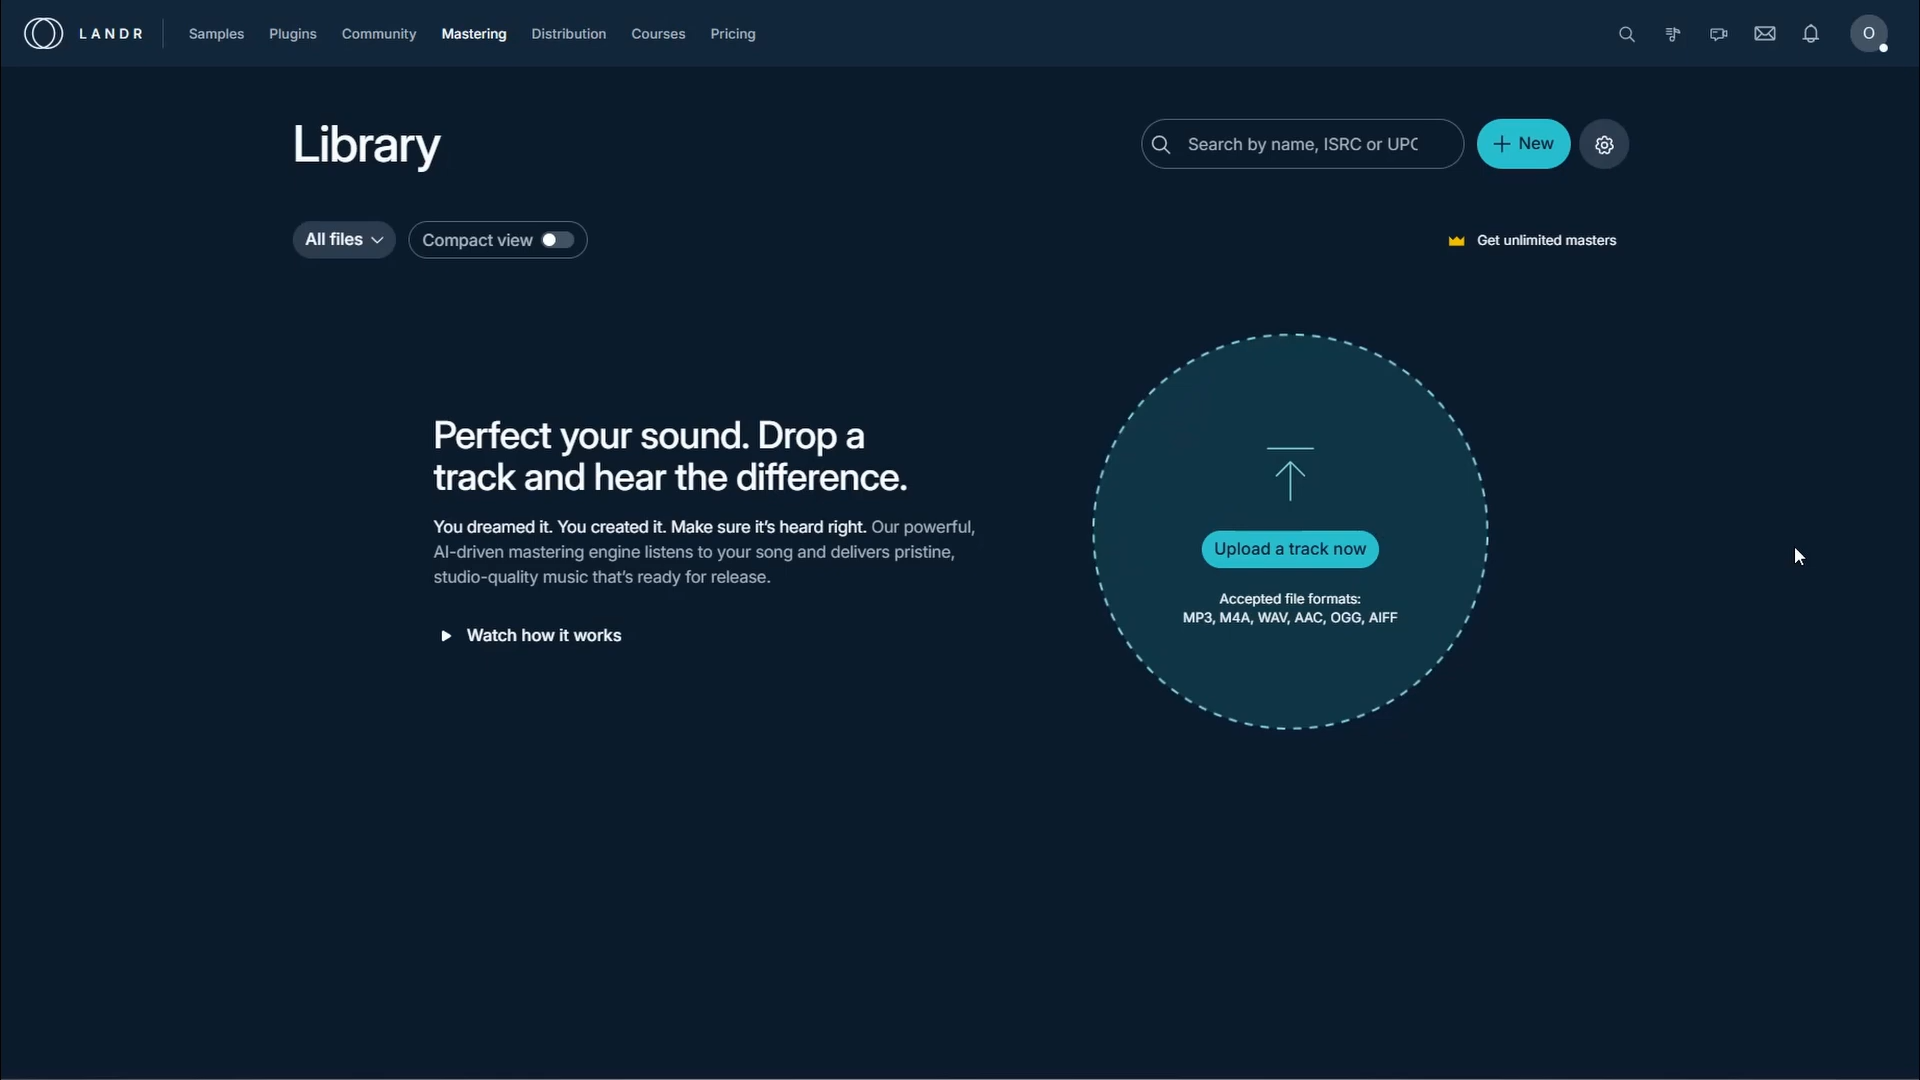 LANDR
Samples
Plugins
Community
Mastering
Distribution
Courses
Pricing
O
Library
Search by name, ISRC or UPC
New
All files
Compact view
Get unlimited masters
Perfect your sound. Drop a
track and hear the difference.
You dreamed it. You created it. Make sure it's heard right. Our powerful,
AI-driven mastering engine listens to your song and delivers pristine,
studio-quality music that's ready for release.
Watch how it works
Upload a track now
Accepted file formats:
MP3, M4A, WAV, AAC, OGG, AIFF